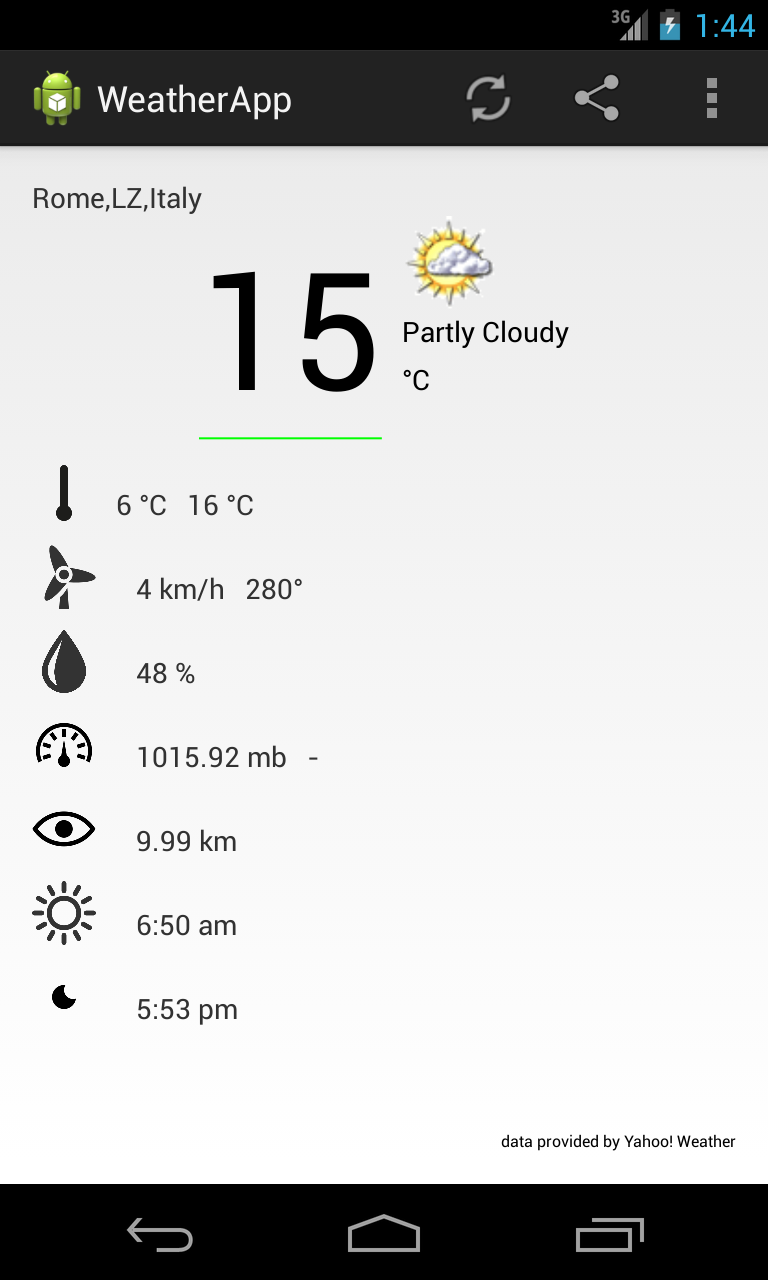 3G 1:44
WeatherApp
Rome,LZ,Italy
15
Partly Cloudy
°C
6 °C 16 °C
4 km/h 280°
48 %
1015.92 mb -
9.99 km
6:50 am
5:53 pm
data provided by Yahoo! Weather